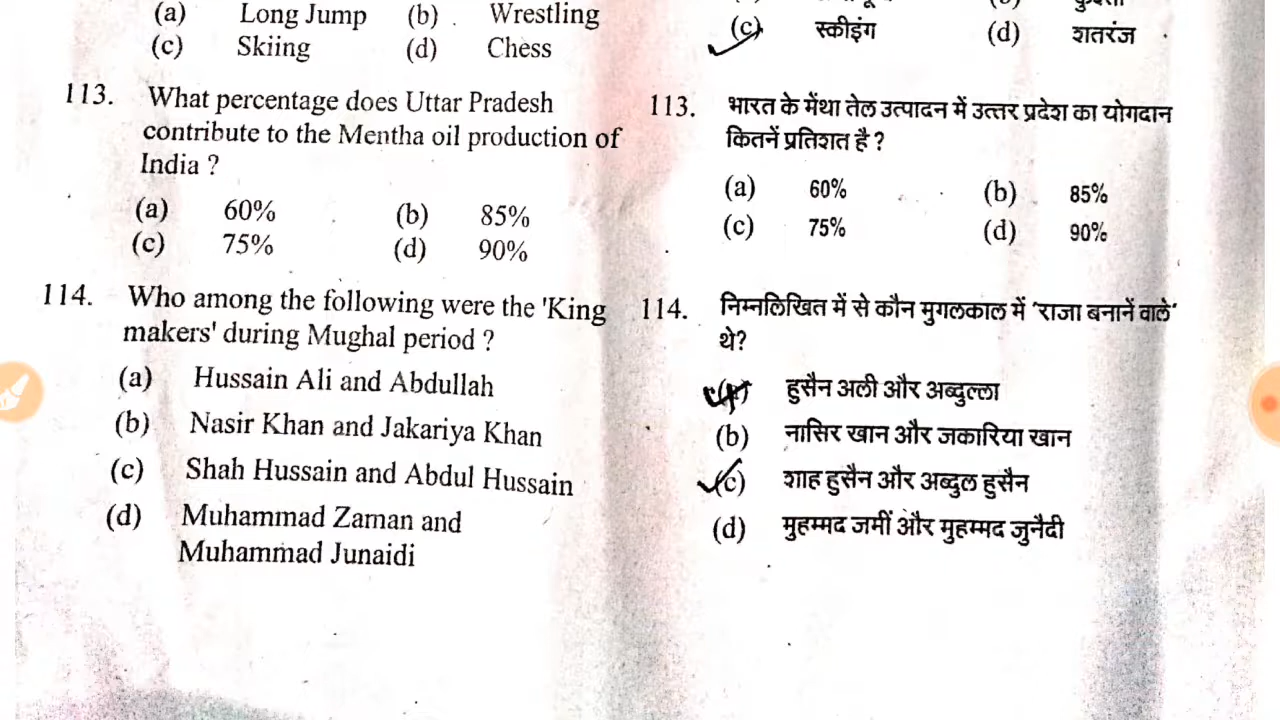 (a) Long Jump (b) . Wrestling
(c) Skiing (d) Chess
113. What percentage does Uttar Pradesh
contribute to the Mentha oil production of
India ?
(a) 60% (b) 85%
(c) 75% (d) 90%
114. Who among the following were the 'King
makers' during Mughal period ?
(a) Hussain Ali and Abdullah
(b) Nasir Khan and Jakariya Khan
(c) Shah Hussain and Abdul Hussain
(d) Muhammad Zaman and
Muhammad Junaidi
(c) स्कीइंग (d) शतरंज
113. भारत के मेंथा तेल उत्पादन में उत्तर प्रदेश का योगदान
कितनें प्रतिशत है ?
(a) 60% (b) 85%
(c) 75% (d) 90%
114. निम्नलिखित में से कौन मुगलकाल में 'राजा बनानें वाले'
थे?
हुसैन अली और अब्दुल्ला
(b) नासिर खान और जकारिया खान
(c) शाह हुसैन और अब्दुल हुसैन
(d) मुहम्मद जमीं और मुहम्मद जुनैदी